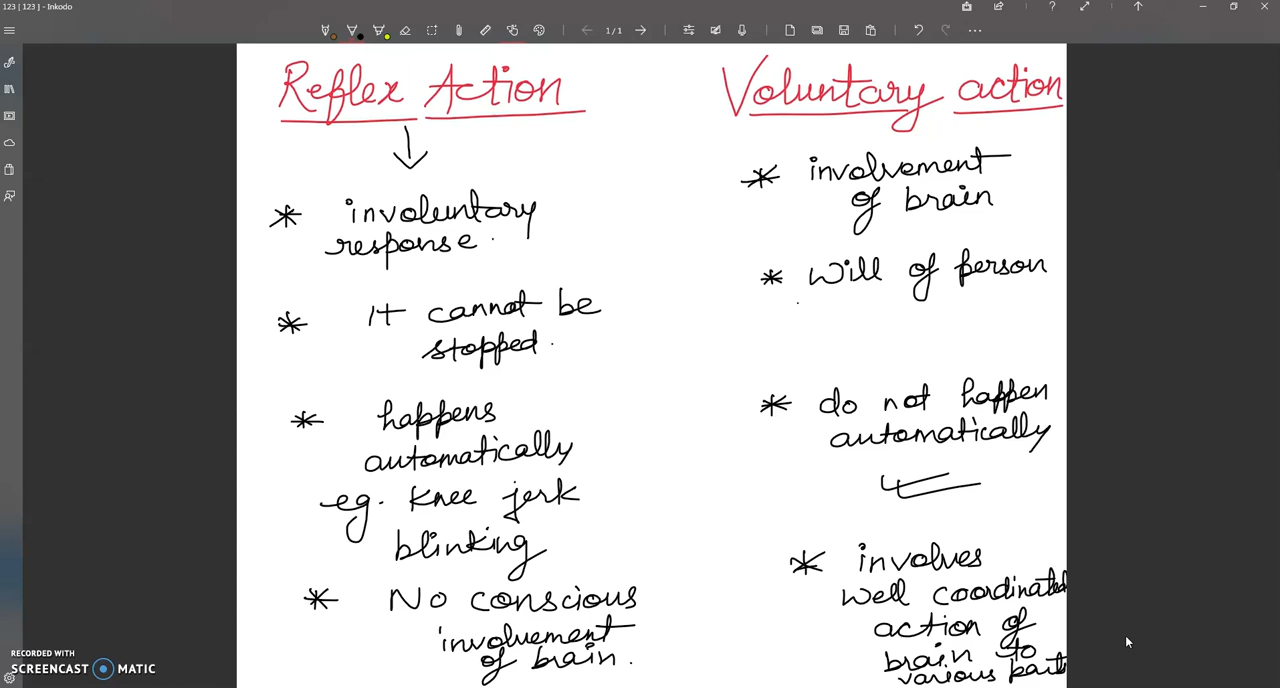 123 [ 123 ] - Inkodo
1/1
Reflex Action
* involuntary
response.
* It cannot be
stopped.
* happens
automatically
eg. Knee jerk
blinking
* No conscious
involvement
of brain.
Voluntary action
* involvement
of brain
* Will of person
* do not happen
automatically
* involves
Well coordinated
action of
brain to
various part
RECORDED WITH
SCREENCAST MATIC